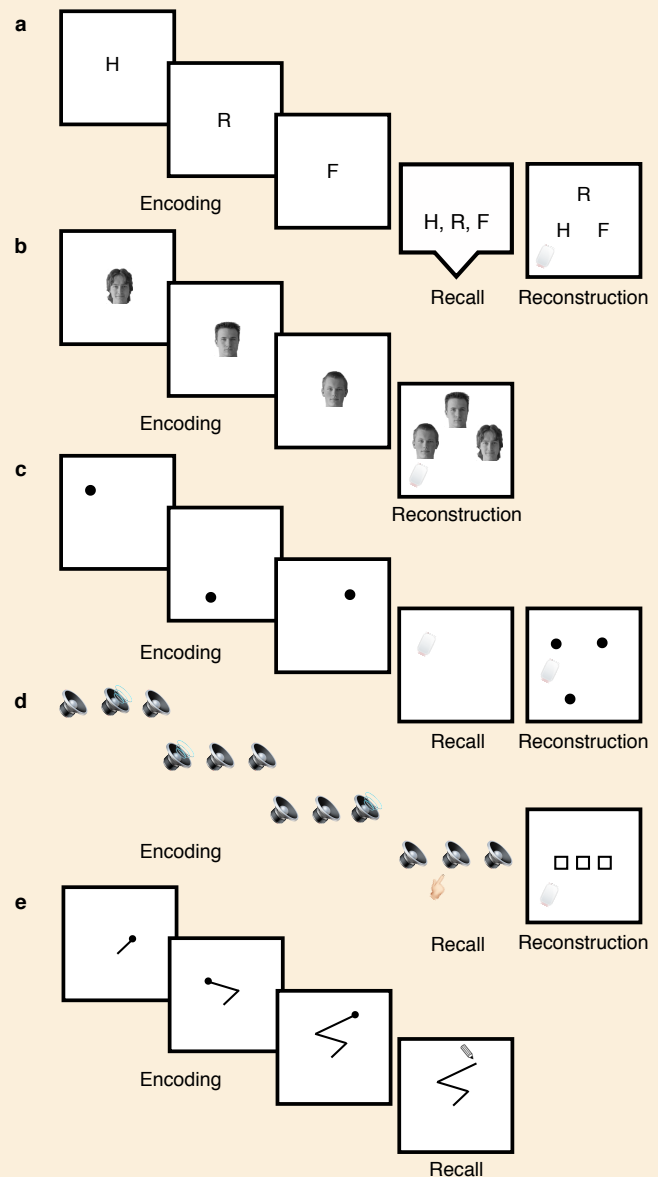 a
H
R
F
Encoding
H, R, F
Recall
R
H F
Reconstruction
b
Encoding
Reconstruction
c
Encoding
Recall
Reconstruction
d
Encoding
Recall
Reconstruction
e
Encoding
Recall